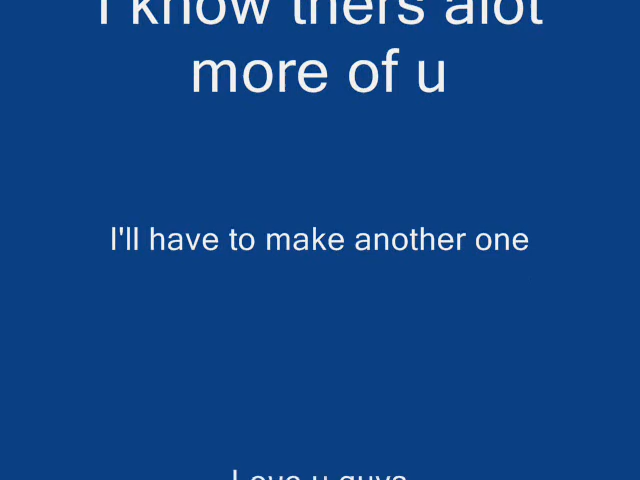 I know thers alot
more of u
I'll have to make another one
Love u guys